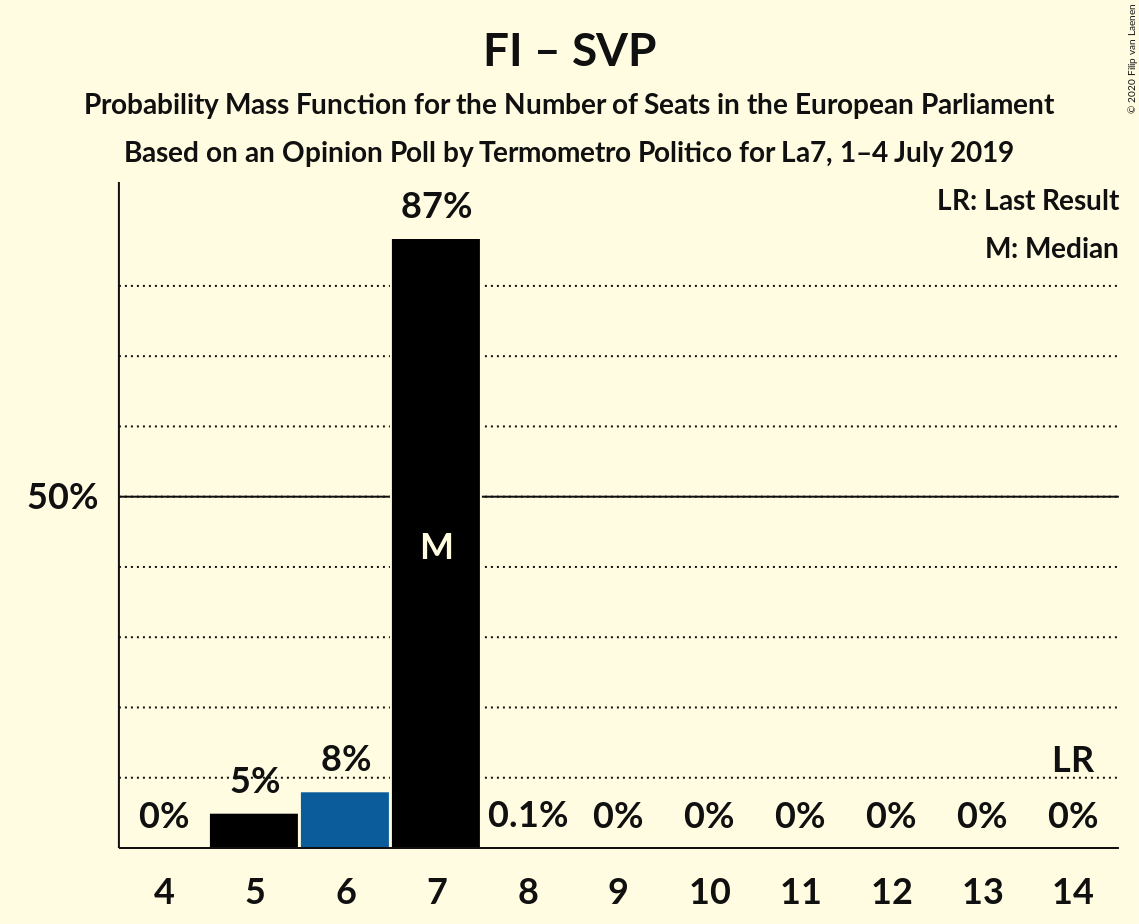 FI – SVP
Probability Mass Function for the Number of Seats in the European Parliament
Based on an Opinion Poll by Termometro Politico for La7, 1–4 July 2019
© 2020 Filip van Laenen
LR: Last Result
M: Median
87%
50%
M
8%
5%
LR
0%
0.1%
0%
0%
0%
0%
0%
0%
4 5 6 7 8 9 10 11 12 13 14